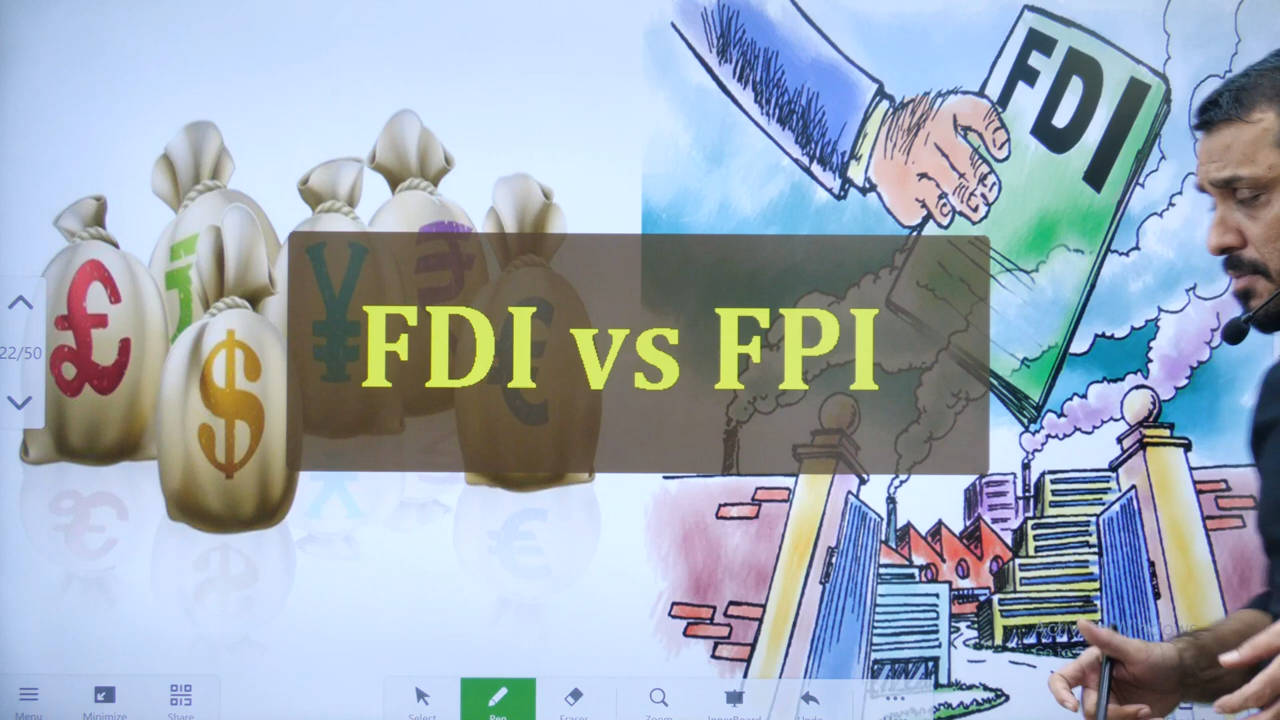 FDI
£
$
¥
₹
€
FDI vs FPI
22/50
Menu
Minimize
Share
Select
Pen
Eraser
Zoom
Undo